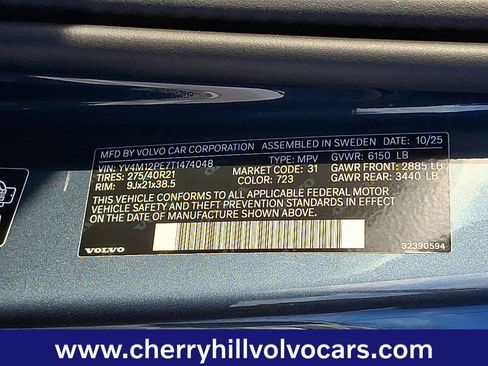 MFD BY VOLVO CAR CORPORATION ASSEMBLED IN SWEDEN DATE: 10/25
VIN: YV4M12PE7T1474048 TYPE: MPV GVWR: 6150 LB
TIRES: 275/40R21 MARKET CODE: 31 GAWR FRONT: 2885 LB
RIM: 9Jx21x38.5 COLOR: 723 GAWR REAR: 3440 LB
THIS VEHICLE CONFORMS TO ALL APPLICABLE FEDERAL MOTOR
VEHICLE SAFETY AND THEFT PREVENTION STANDARDS IN EFFECT
ON THE DATE OF MANUFACTURE SHOWN ABOVE.
VOLVO 32390594
www.cherryhillvolvocars.com